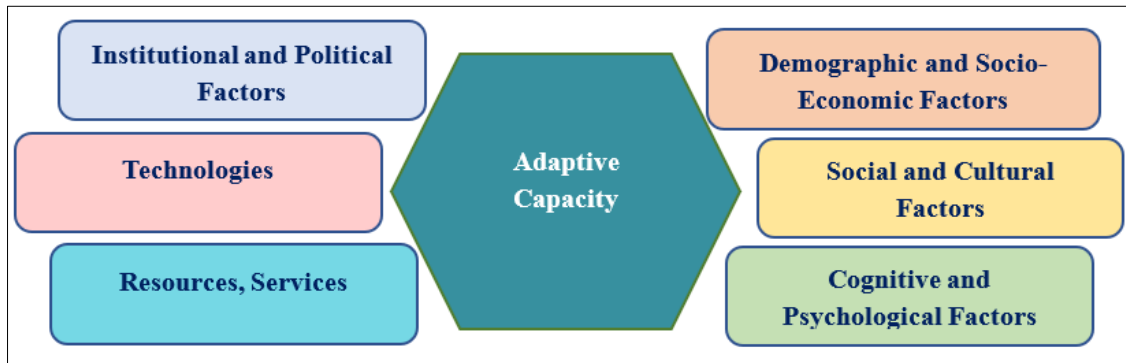 Institutional and Political
Factors
Technologies
Resources, Services
Adaptive
Capacity
Demographic and Socio-
Economic Factors
Social and Cultural
Factors
Cognitive and
Psychological Factors